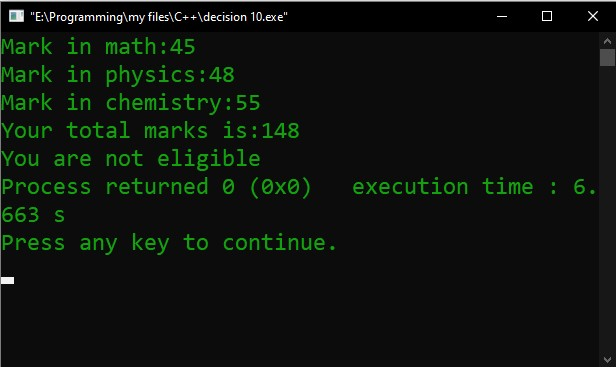 "E:\Programming\my files\C++\decision 10.exe"
Mark in math:45
Mark in physics:48
Mark in chemistry:55
Your total marks is:148
You are not eligible
Process returned 0 (0x0)   execution time : 6.
663 s
Press any key to continue.